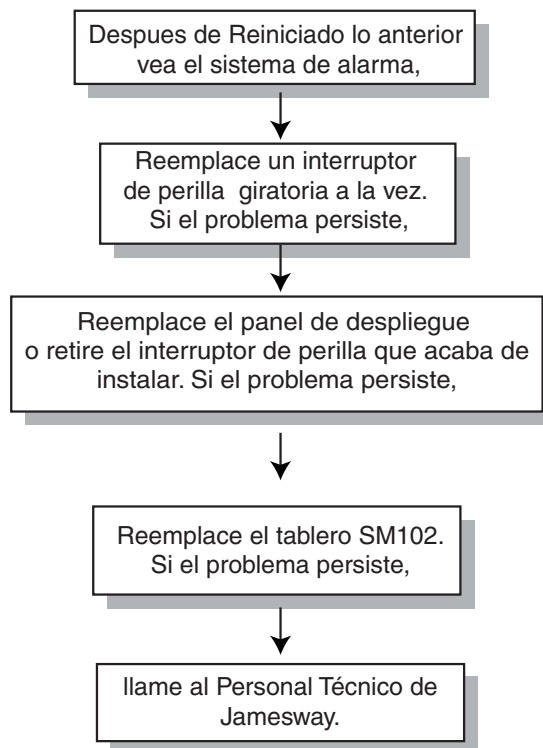 Despues de Reiniciado lo anterior
vea el sistema de alarma,
Reemplace un interruptor
de perilla giratoria a la vez.
Si el problema persiste,
Reemplace el panel de despliegue
o retire el interruptor de perilla que acaba de
instalar. Si el problema persiste,
Reemplace el tablero SM102.
Si el problema persiste,
llame al Personal Técnico de
Jamesway.